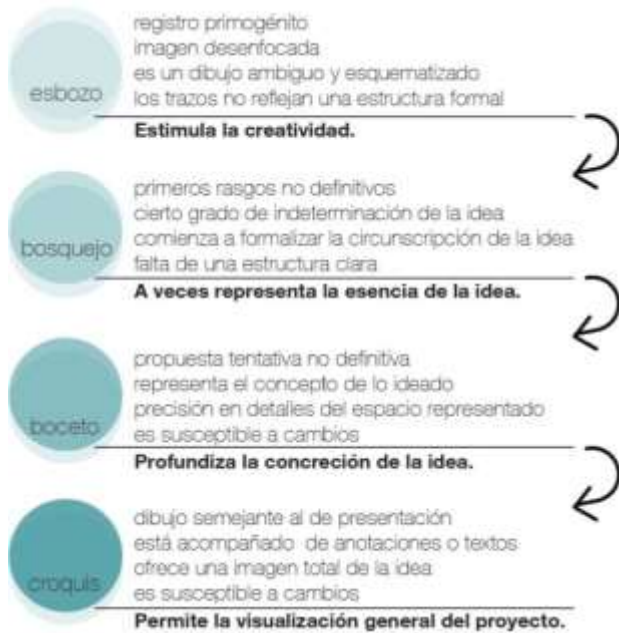 esbozo
registro primogénito
imagen desenfocada
es un dibujo ambiguo y esquematizado
los trazos no reflejan una estructura formal
Estimula la creatividad.
bosquejo
primeros rasgos no definitivos
cierto grado de indeterminación de la idea
comienza a formalizar la circunscripción de la idea
falta de una estructura clara
A veces representa la esencia de la idea.
boceto
propuesta tentativa no definitiva
representa el concepto de lo ideado
precisión en detalles del espacio representado
es susceptible a cambios
Profundiza la concreción de la idea.
croquis
dibujo semejante al de presentación
está acompañado de anotaciones o textos
ofrece una imagen total de la idea
es susceptible a cambios
Permite la visualización general del proyecto.